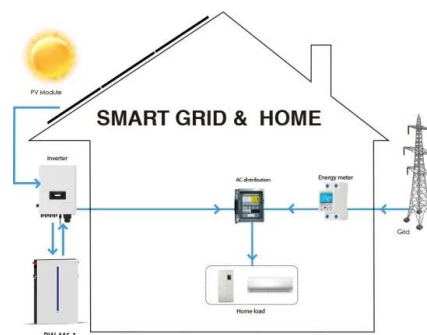 PV Module
SMART GRID & HOME
Inverter
AC distribution
Energy meter
Grid
Home load